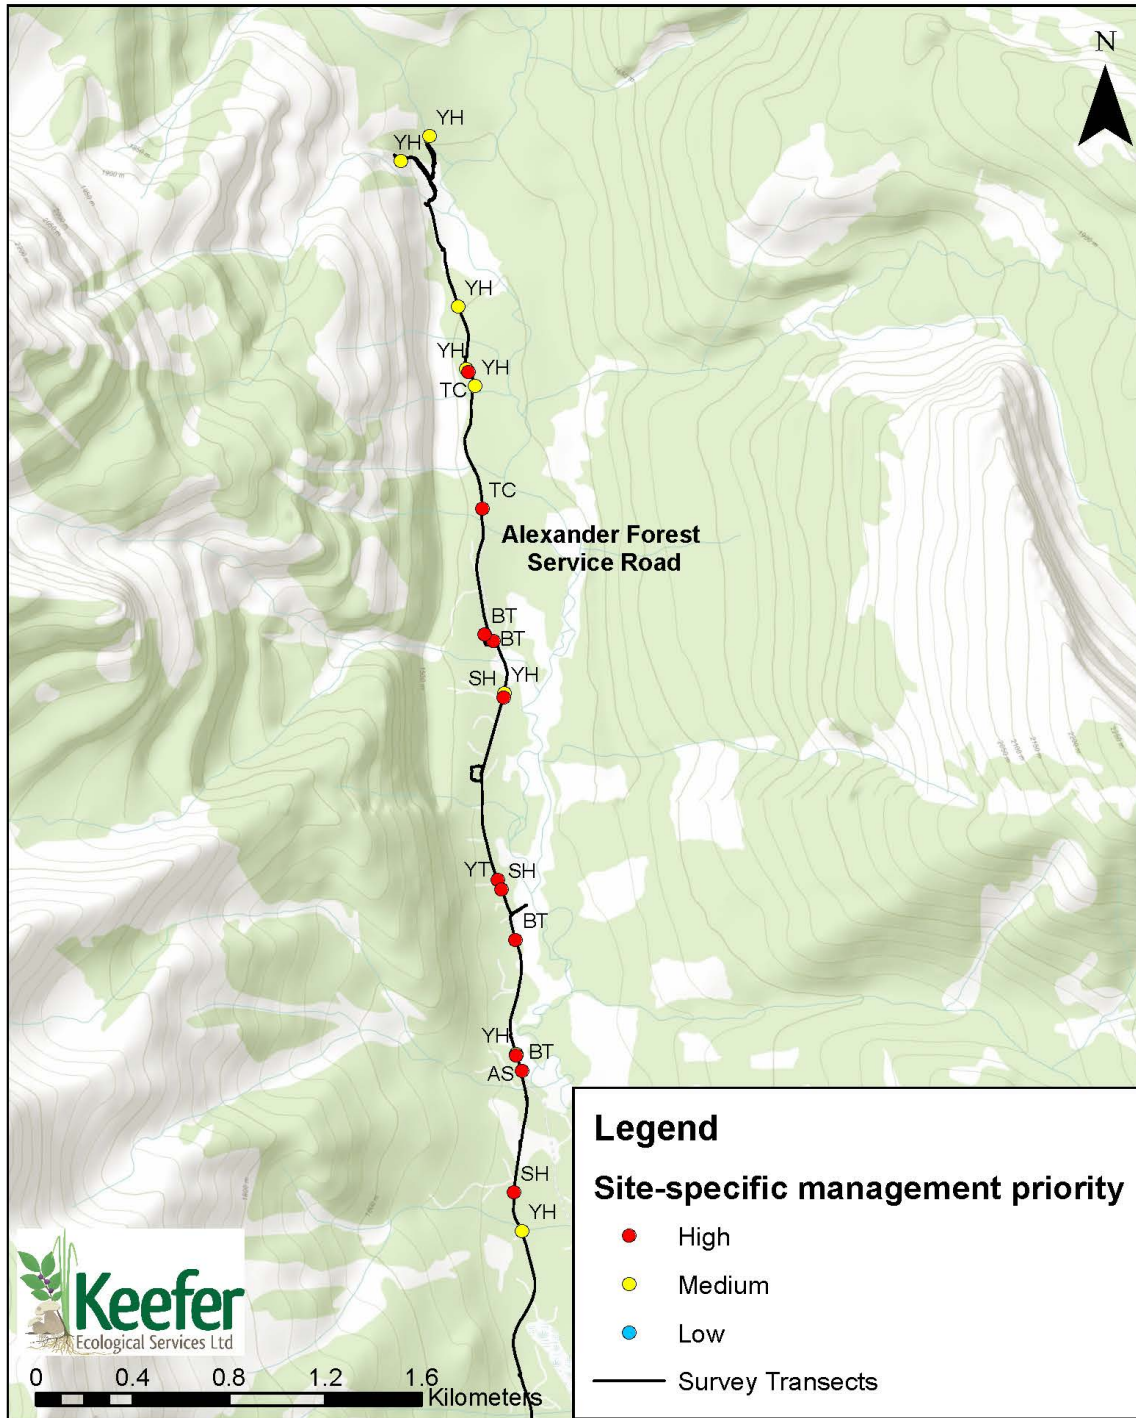 N
YH
YH
YH
YH
YH
TC
TC
Alexander Forest
Service Road
BT
BT
SH
YH
YT
SH
BT
YH
BT
AS
SH
YH
Legend
Site-specific management priority
High
Medium
Low
Survey Transects
Keefer
Ecological Services Ltd
0 0.4 0.8 1.2 1.6
Kilometers